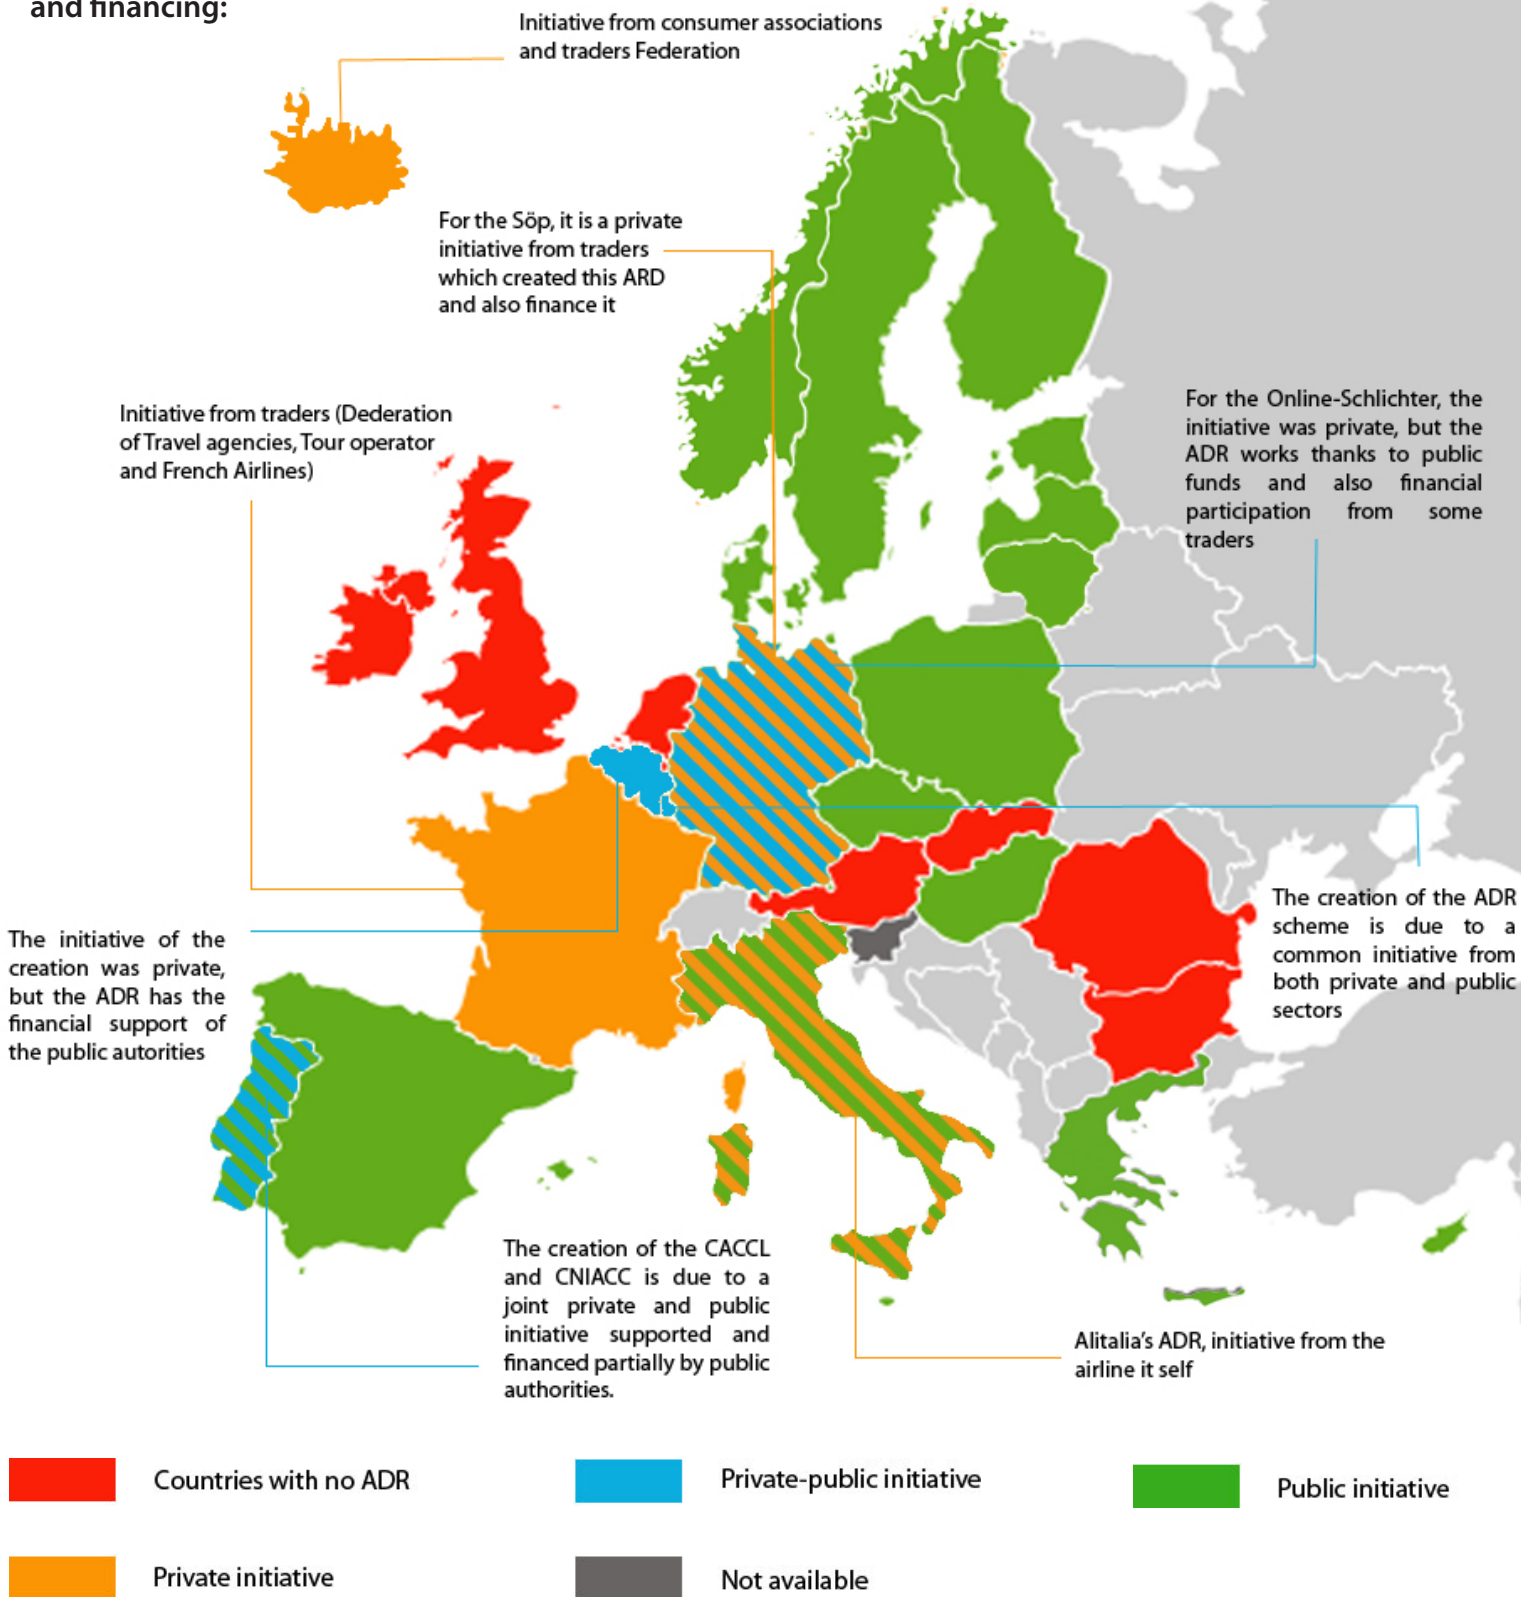 and financing:
Initiative from consumer associations
and traders Federation
For the Söp, it is a private
initiative from traders
which created this ARD
and also finance it
Initiative from traders (Dederation
of Travel agencies, Tour operator
and French Airlines)
For the Online-Schlichter, the
initiative was private, but the
ADR works thanks to public
funds and also financial
participation from some
traders
The creation of the ADR
scheme is due to a
common initiative from
both private and public
sectors
The initiative of the
creation was private,
but the ADR has the
financial support of
the public autorities
The creation of the CACCL
and CNIACC is due to a
joint private and public
initiative supported and
financed partially by public
authorities.
Alitalia's ADR, initiative from the
airline it self
Countries with no ADR
Private-public initiative
Public initiative
Private initiative
Not available